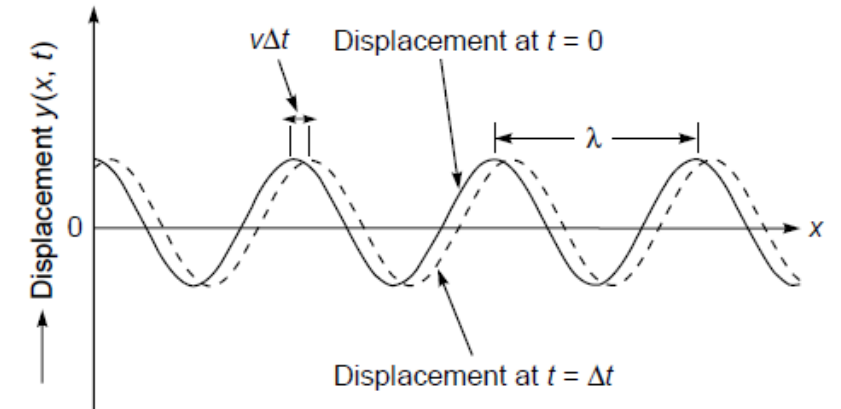 vΔt
Displacement at t = 0
λ
Displacement y(x, t)
0
x
Displacement at t = Δt